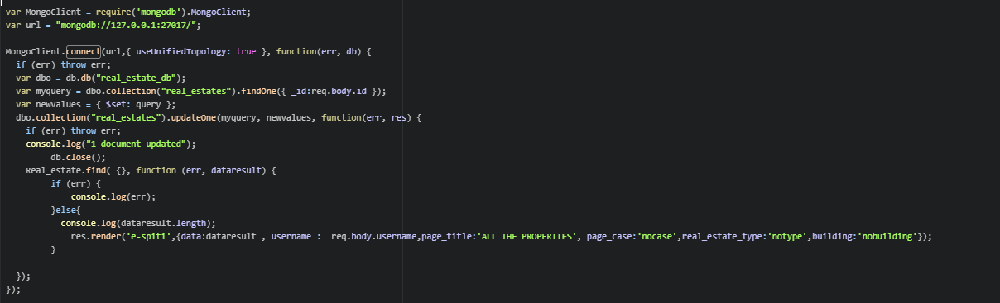 var MongoClient = require('mongodb').MongoClient;
var url = "mongodb://127.0.0.1:27017/";
MongoClient.connect(url,{ useUnifiedTopology: true }, function(err, db) {
if (err) throw err;
var dbo = db.db("real_estate_db");
var myquery = dbo.collection("real_estates").findOne({ _id:req.body.id });
var newvalues = { $set: query };
dbo.collection("real_estates").updateOne(myquery, newvalues, function(err, res) {
if (err) throw err;
console.log("1 document updated");
db.close();
Real_estate.find( {}, function (err, dataresult) {
if (err) {
console.log(err);
}else{
console.log(dataresult.length);
res.render('e-spiti',{data:dataresult , username :  req.body.username,page_title:'ALL THE PROPERTIES', page_case:'nocase',real_estate_type:'notype',building:'nobuilding'});
}
});
});